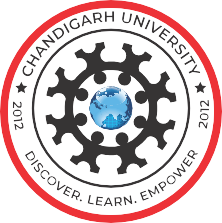 CHANDIGARH UNIVERSITY
2012
2012
DISCOVER. LEARN. EMPOWER